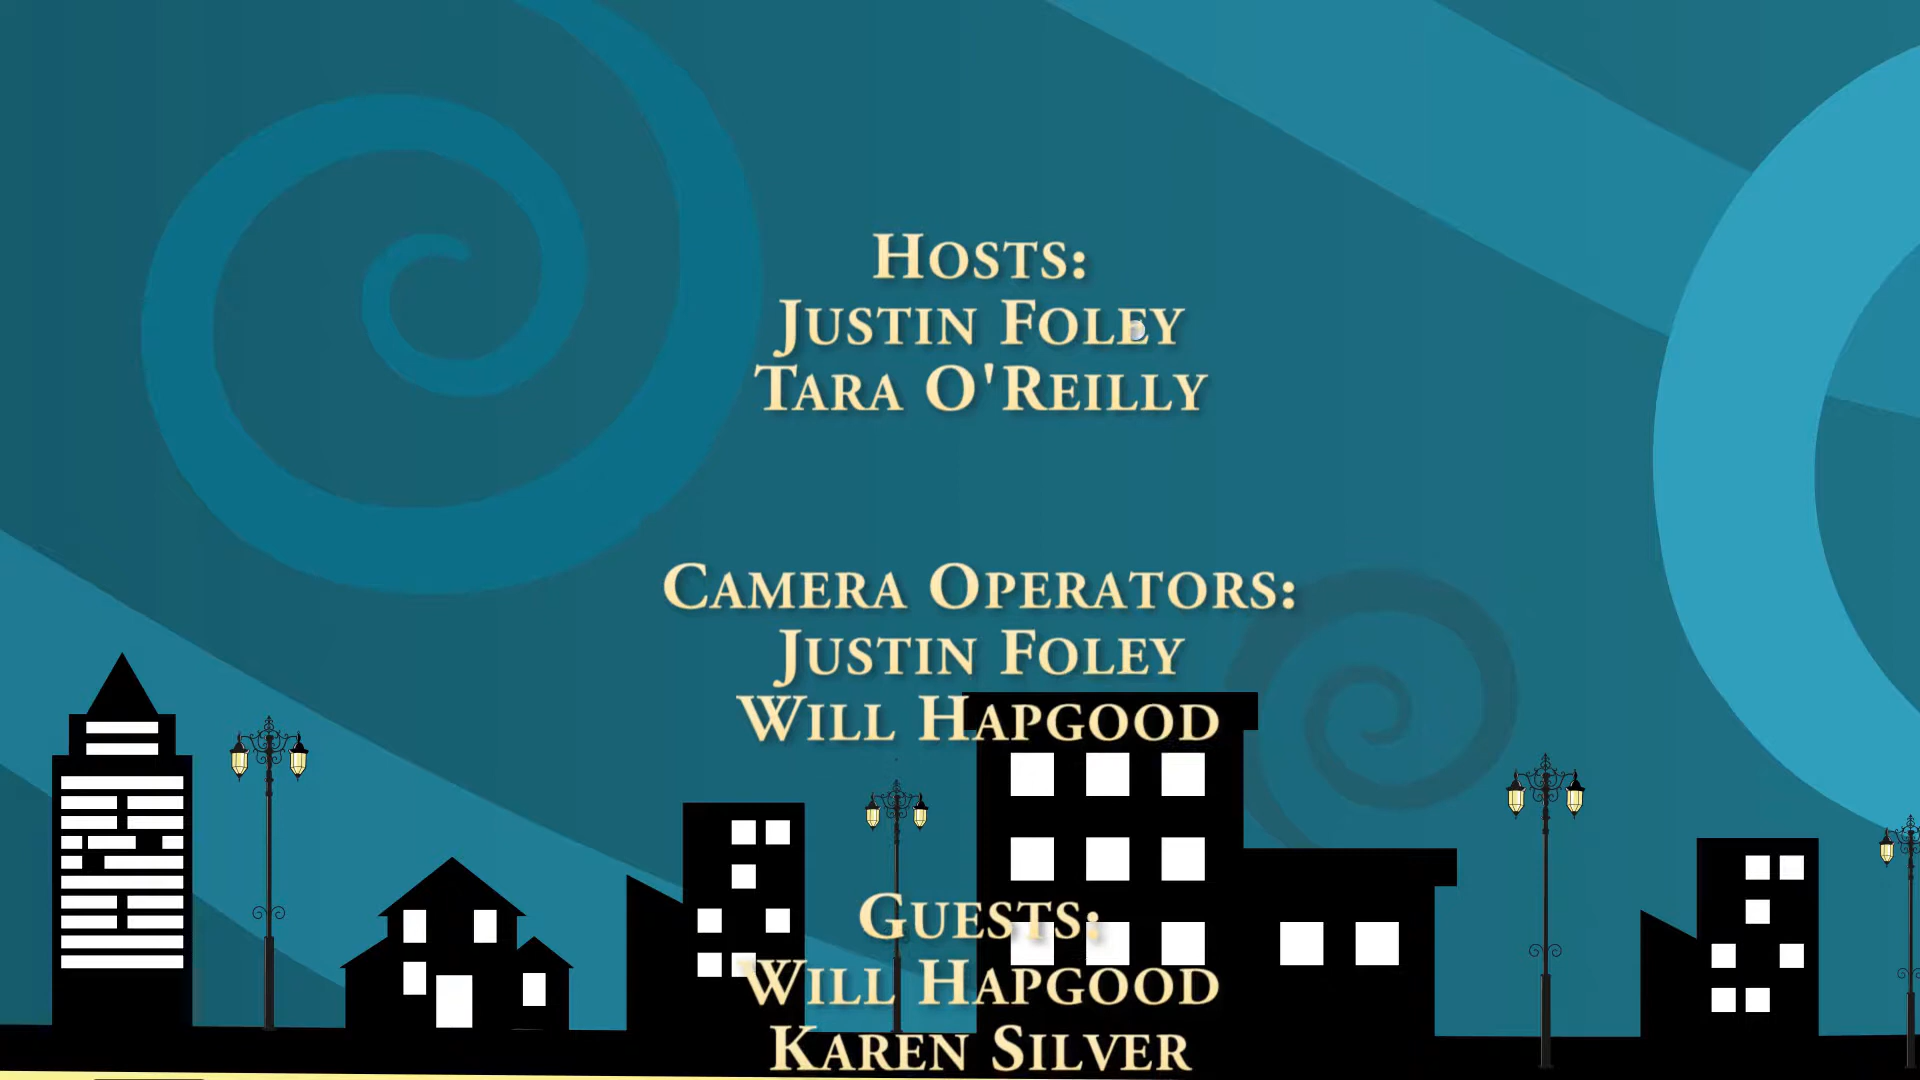 Hosts:
Justin Foley
Tara O'Reilly
Camera Operators:
Justin Foley
Will Hapgood
Guests:
Will Hapgood
Karen Silver